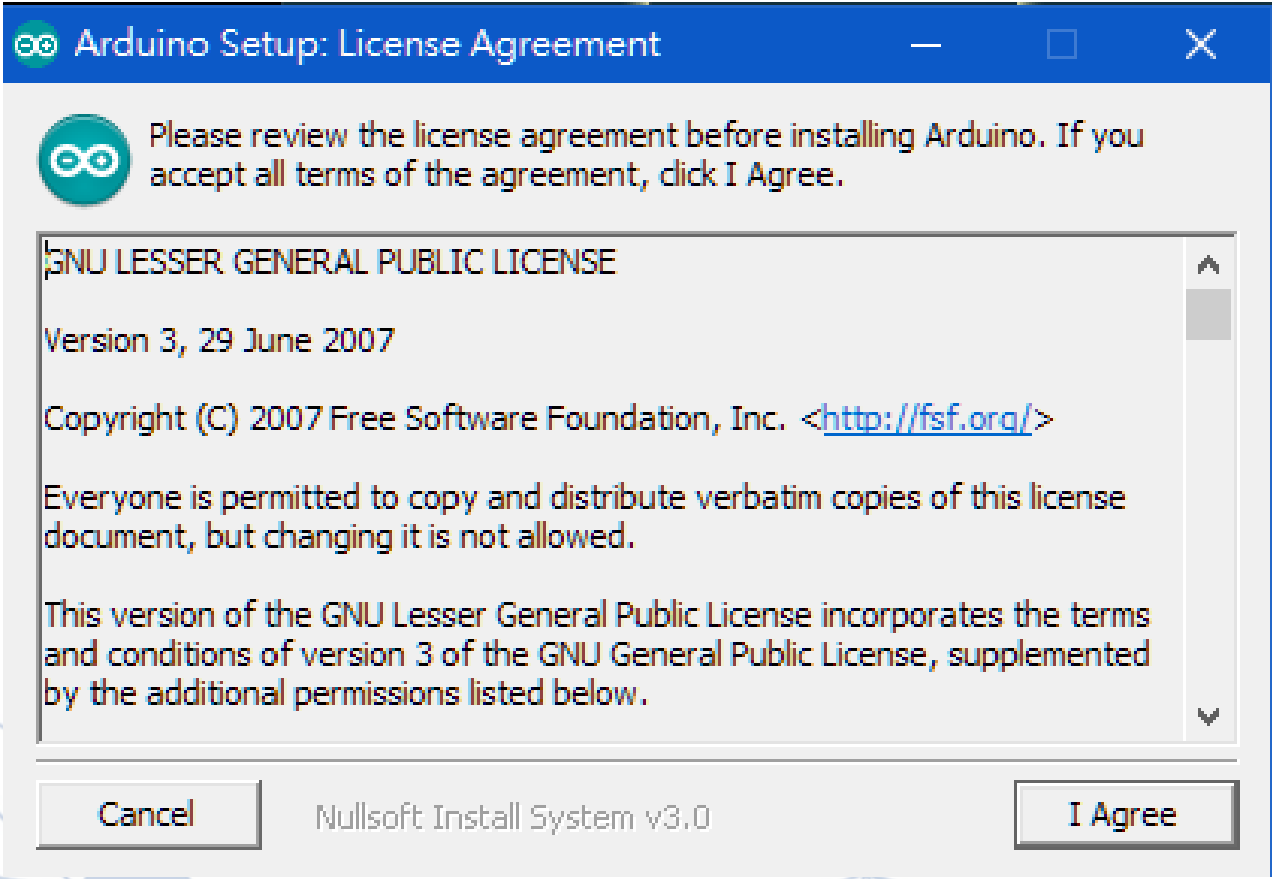 Arduino Setup: License Agreement
Please review the license agreement before installing Arduino. If you
accept all terms of the agreement, click I Agree.
GNU LESSER GENERAL PUBLIC LICENSE
Version 3, 29 June 2007
Copyright (C) 2007 Free Software Foundation, Inc. <http://fsf.org/>
Everyone is permitted to copy and distribute verbatim copies of this license
document, but changing it is not allowed.
This version of the GNU Lesser General Public License incorporates the terms
and conditions of version 3 of the GNU General Public License, supplemented
by the additional permissions listed below.
Cancel
Nullsoft Install System v3.0
I Agree